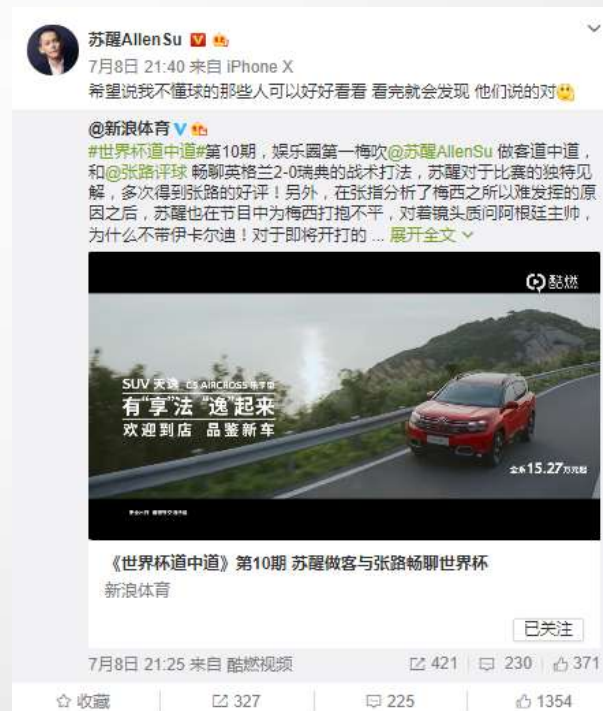 苏醒AllenSu
7月8日 21:40 来自 iPhone X
希望说我不懂球的那些人可以好好看看 看完就会发现 他们说的对
@新浪体育
#世界杯道中道#第10期，娱乐圆第一梅吹@苏醒AllenSu 做客道中道，
和@张路评球 畅聊英格兰2-0瑞典的战术打法，苏醒对于比赛的独特见
解，多次得到张路的好评！另外，在张指分析了梅西之所以难发挥的原
因之后，苏醒也在节目中为梅西打抱不平，对着镜头质问阿根廷主帅，
为什么不带伊卡尔迪！对于即将开打的 ... 展开全文
酷燃
SUV 天逸 C5 AIRCROSS
有“享”法 “逸”起来
欢迎到店 品鉴新车
全系15.27万元起
《世界杯道中道》第10期 苏醒做客与张路畅聊世界杯
新浪体育
已关注
7月8日 21:25 来自 酷燃视频 421 230 371
收藏 327 225 1354